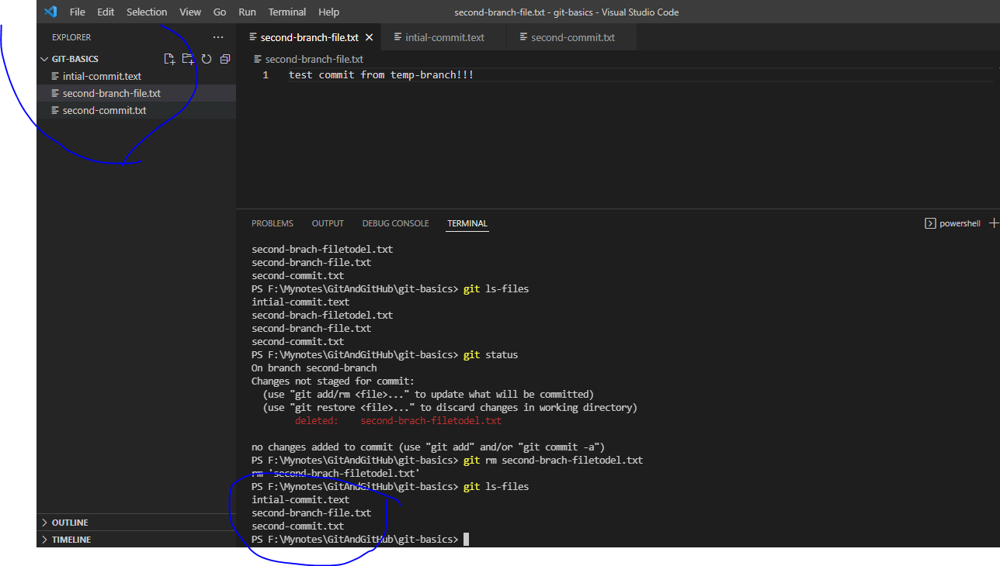 File Edit Selection View Go Run Terminal Help
second-branch-file.txt - git-basics - Visual Studio Code
EXPLORER
GIT-BASICS
intial-commit.text
second-branch-file.txt
second-commit.txt
OUTLINE
TIMELINE
second-branch-file.txt intial-commit.text second-commit.txt
second-branch-file.txt
1 test commit from temp-branch!!!
PROBLEMS OUTPUT DEBUG CONSOLE TERMINAL
powershell
second-brach-filetodel.txt
second-branch-file.txt
second-commit.txt
PS F:\Mynotes\GitAndGitHub\git-basics> git ls-files
intial-commit.text
second-brach-filetodel.txt
second-branch-file.txt
second-commit.txt
PS F:\Mynotes\GitAndGitHub\git-basics> git status
On branch second-branch
Changes not staged for commit:
(use "git add/rm <file>..." to update what will be committed)
(use "git restore <file>..." to discard changes in working directory)
deleted: second-brach-filetodel.txt
no changes added to commit (use "git add" and/or "git commit -a")
PS F:\Mynotes\GitAndGitHub\git-basics> git rm second-brach-filetodel.txt
rm 'second-brach-filetodel.txt'
PS F:\Mynotes\GitAndGitHub\git-basics> git ls-files
intial-commit.text
second-branch-file.txt
second-commit.txt
PS F:\Mynotes\GitAndGitHub\git-basics>